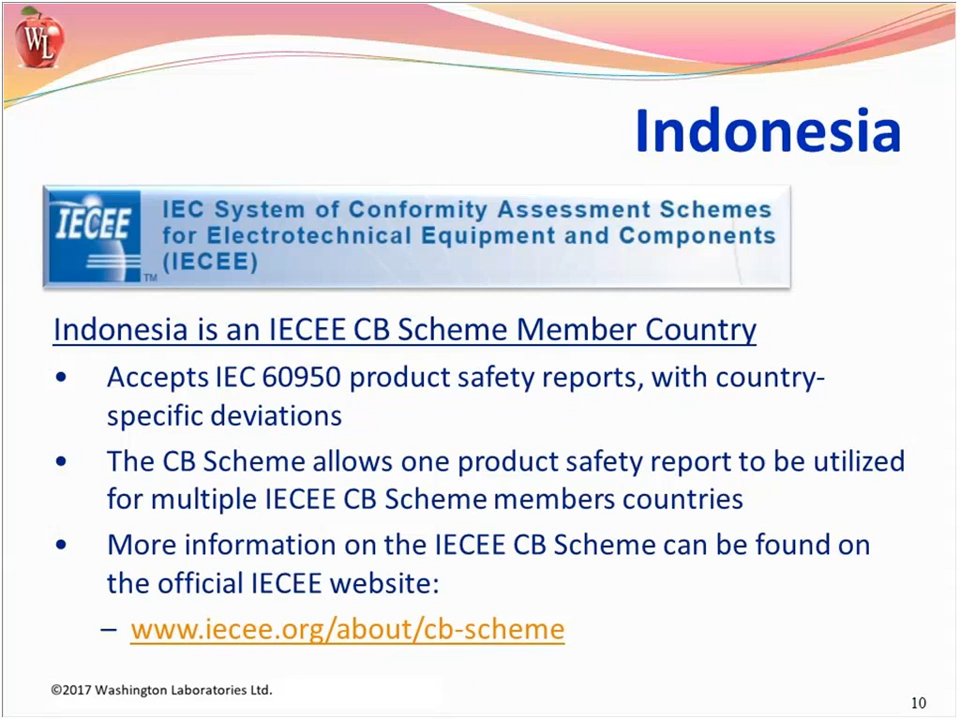 WL
Indonesia
IECEE
TM
IEC System of Conformity Assessment Schemes
for Electrotechnical Equipment and Components
(IECEE)
Indonesia is an IECEE CB Scheme Member Country
• Accepts IEC 60950 product safety reports, with country-
specific deviations
• The CB Scheme allows one product safety report to be utilized
for multiple IECEE CB Scheme members countries
• More information on the IECEE CB Scheme can be found on
the official IECEE website:
– www.iecee.org/about/cb-scheme
©2017 Washington Laboratories Ltd.
10